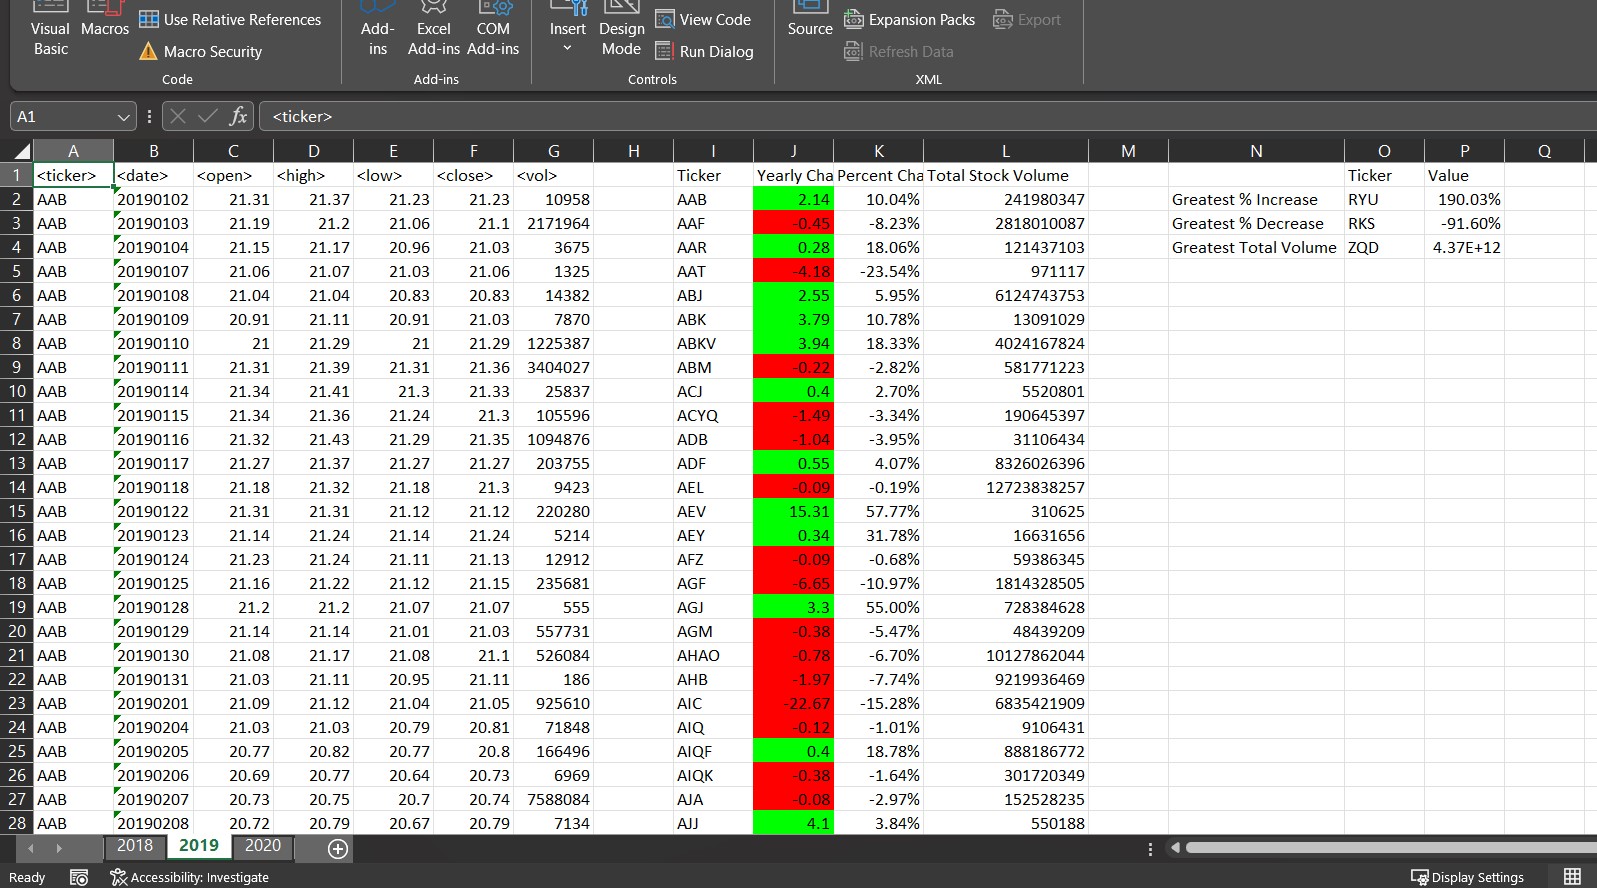 Visual Basic Macros Use Relative References Macro Security
Code
Add-ins Excel Add-ins COM Add-ins
Add-ins
Insert Design Mode View Code Run Dialog
Controls
Source Expansion Packs Export Refresh Data
XML
A1 fx <ticker>
A B C D E F G H I J K L M N O P Q
1 <ticker> <date> <open> <high> <low> <close> <vol> Ticker Yearly Cha Percent Cha Total Stock Volume Ticker Value
2 AAB 20190102 21.31 21.37 21.23 21.23 10958 AAB 2.14 10.04% 241980347 Greatest % Increase RYU 190.03%
3 AAB 20190103 21.19 21.2 21.06 21.1 2171964 AAF -0.45 -8.23% 2818010087 Greatest % Decrease RKS -91.60%
4 AAB 20190104 21.15 21.17 20.96 21.03 3675 AAR 0.28 18.06% 121437103 Greatest Total Volume ZQD 4.37E+12
5 AAB 20190107 21.06 21.07 21.03 21.06 1325 AAT -4.18 -23.54% 971117
6 AAB 20190108 21.04 21.04 20.83 20.83 14382 ABJ 2.55 5.95% 6124743753
7 AAB 20190109 20.91 21.11 20.91 21.03 7870 ABK 3.79 10.78% 13091029
8 AAB 20190110 21 21.29 21 21.29 1225387 ABKV 3.94 18.33% 4024167824
9 AAB 20190111 21.31 21.39 21.31 21.36 3404027 ABM -0.22 -2.82% 581771223
10 AAB 20190114 21.34 21.41 21.3 21.33 25837 ACJ 0.4 2.70% 5520801
11 AAB 20190115 21.34 21.36 21.24 21.3 105596 ACYQ -1.49 -3.34% 190645397
12 AAB 20190116 21.32 21.43 21.29 21.35 1094876 ADB -1.04 -3.95% 31106434
13 AAB 20190117 21.27 21.37 21.27 21.27 203755 ADF 0.55 4.07% 8326026396
14 AAB 20190118 21.18 21.32 21.18 21.3 9423 AEL -0.09 -0.19% 12723838257
15 AAB 20190122 21.31 21.31 21.12 21.12 220280 AEV 15.31 57.77% 310625
16 AAB 20190123 21.14 21.24 21.14 21.24 5214 AEY 0.34 31.78% 16631656
17 AAB 20190124 21.23 21.24 21.11 21.13 12912 AFZ -0.09 -0.68% 59386345
18 AAB 20190125 21.16 21.22 21.12 21.15 235681 AGF -6.65 -10.97% 1814328505
19 AAB 20190128 21.2 21.2 21.07 21.07 555 AGJ 3.3 55.00% 728384628
20 AAB 20190129 21.14 21.14 21.01 21.03 557731 AGM -0.38 -5.47% 48439209
21 AAB 20190130 21.08 21.17 21.08 21.1 526084 AHAO -0.78 -6.70% 10127862044
22 AAB 20190131 21.03 21.11 20.95 21.11 186 AHB -1.97 -7.74% 9219936469
23 AAB 20190201 21.09 21.12 21.04 21.05 925610 AIC -22.67 -15.28% 6835421909
24 AAB 20190204 21.03 21.03 20.79 20.81 71848 AIQ -0.12 -1.01% 9106431
25 AAB 20190205 20.77 20.82 20.77 20.8 166496 AIQF 0.4 18.78% 888186772
26 AAB 20190206 20.69 20.77 20.64 20.73 6969 AIQK -0.38 -1.64% 301720349
27 AAB 20190207 20.73 20.75 20.7 20.74 7588084 AJA -0.08 -2.97% 152528235
28 AAB 20190208 20.72 20.79 20.67 20.79 7134 AJJ 4.1 3.84% 550188
2018 2019 2020
Ready Accessibility: Investigate Display Settings